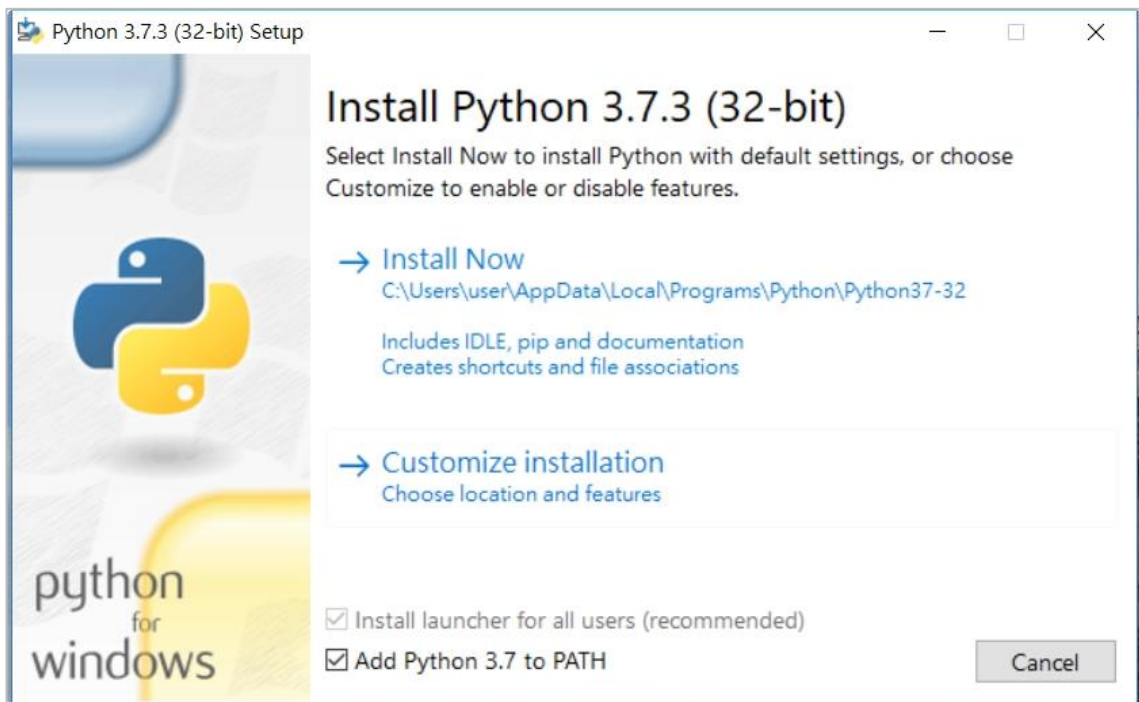 Python 3.7.3 (32-bit) Setup
Install Python 3.7.3 (32-bit)
Select Install Now to install Python with default settings, or choose
Customize to enable or disable features.
Install Now
C:\Users\user\AppData\Local\Programs\Python\Python37-32
Includes IDLE, pip and documentation
Creates shortcuts and file associations
Customize installation
Choose location and features
python
for
windows
Install launcher for all users (recommended)
Add Python 3.7 to PATH
Cancel